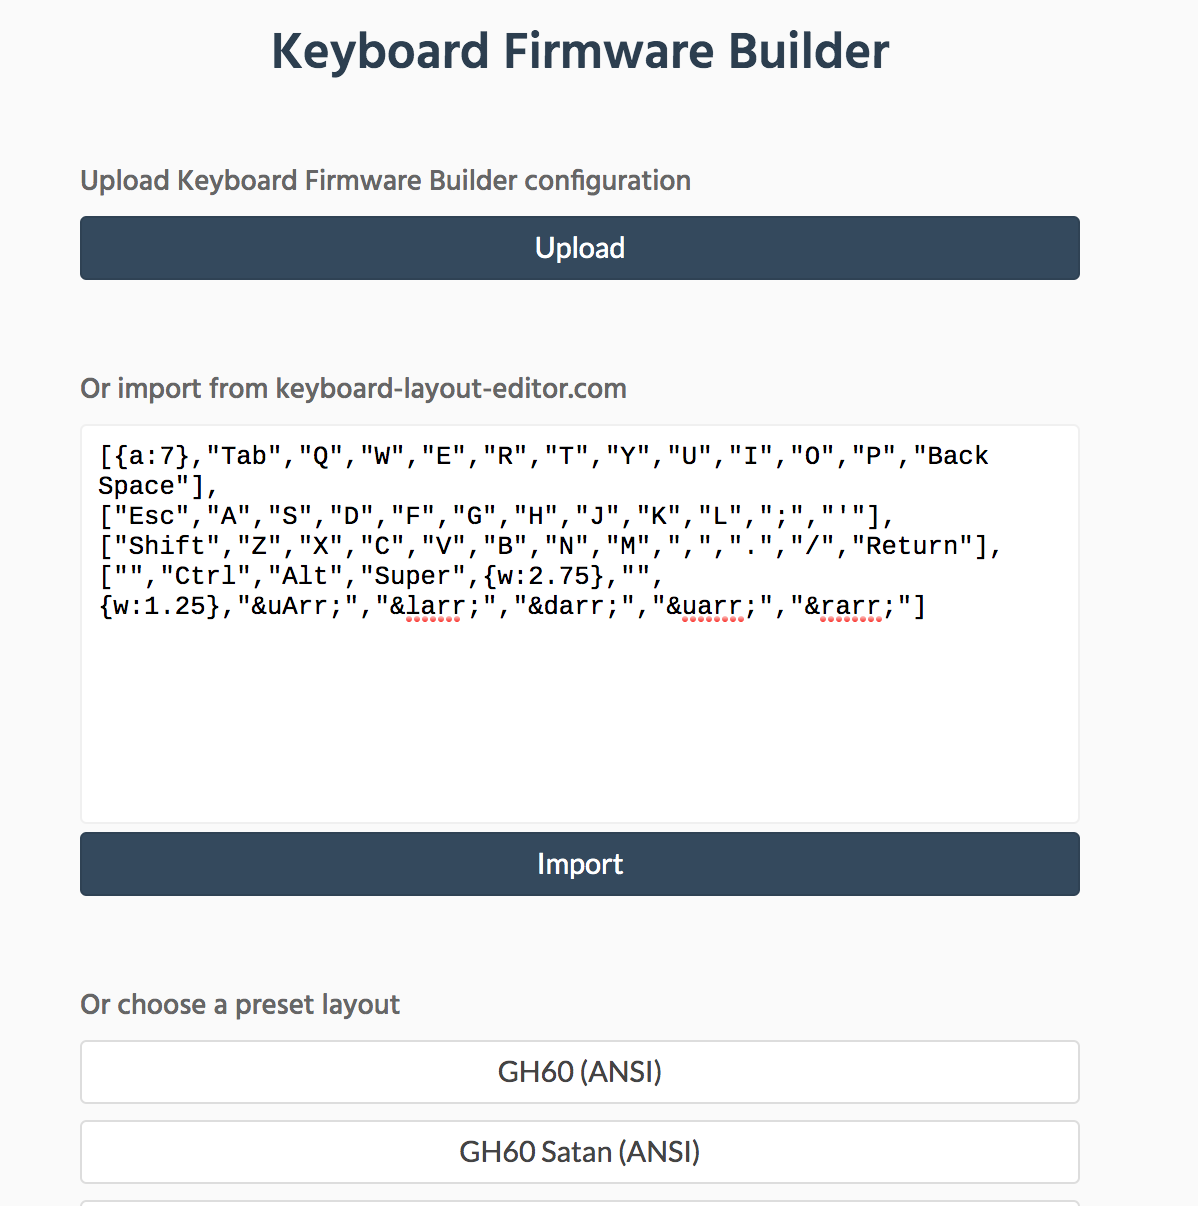 Keyboard Firmware Builder
Upload Keyboard Firmware Builder configuration
Upload
Or import from keyboard-layout-editor.com
[{a:7},"Tab","Q","W","E","R","T","Y","U","I","O","P","Back
Space"],
["Esc","A","S","D","F","G","H","J","K","L",";","'"],
["Shift","Z","X","C","V","B","N","M",",",".","/","Return"],
["","Ctrl","Alt","Super",{w:2.75},"",
{w:1.25},"&uArr;","&larr;","&darr;","&uarr;","&rarr;"]
Import
Or choose a preset layout
GH60 (ANSI)
GH60 Satan (ANSI)